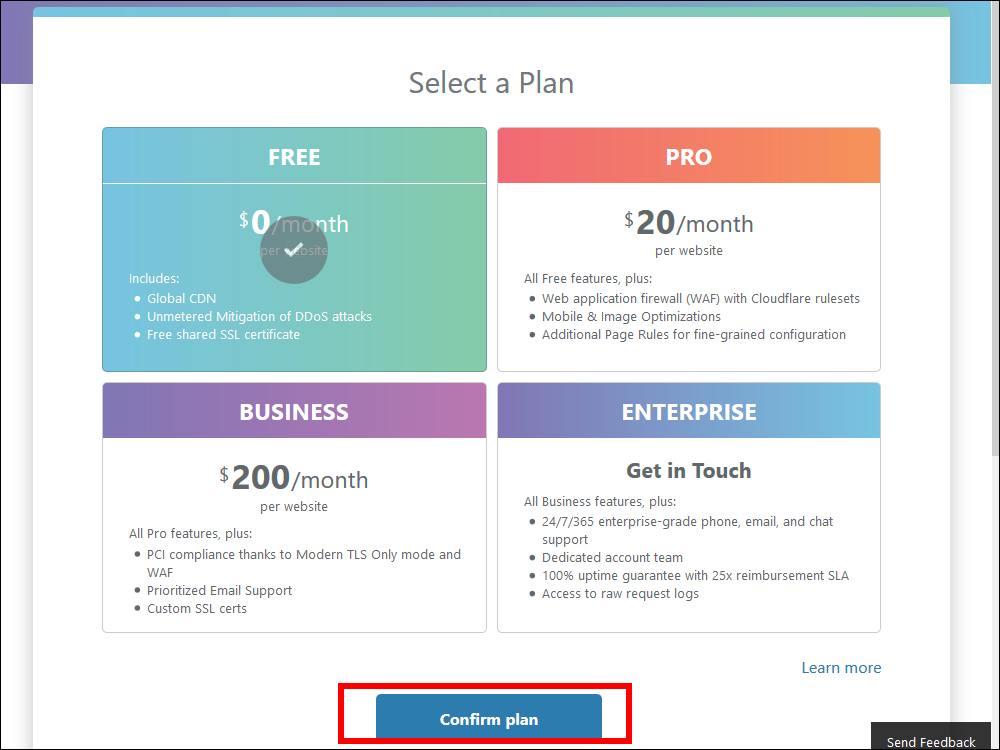 Select a Plan
FREE
$0/month
per website
Includes:
Global CDN
Unmetered Mitigation of DDoS attacks
Free shared SSL certificate
PRO
$20/month
per website
All Free features, plus:
Web application firewall (WAF) with Cloudflare rulesets
Mobile & Image Optimizations
Additional Page Rules for fine-grained configuration
BUSINESS
$200/month
per website
All Pro features, plus:
PCI compliance thanks to Modern TLS Only mode and
WAF
Prioritized Email Support
Custom SSL certs
ENTERPRISE
Get in Touch
All Business features, plus:
24/7/365 enterprise-grade phone, email, and chat
support
Dedicated account team
100% uptime guarantee with 25x reimbursement SLA
Access to raw request logs
Learn more
Confirm plan
Send Feedback